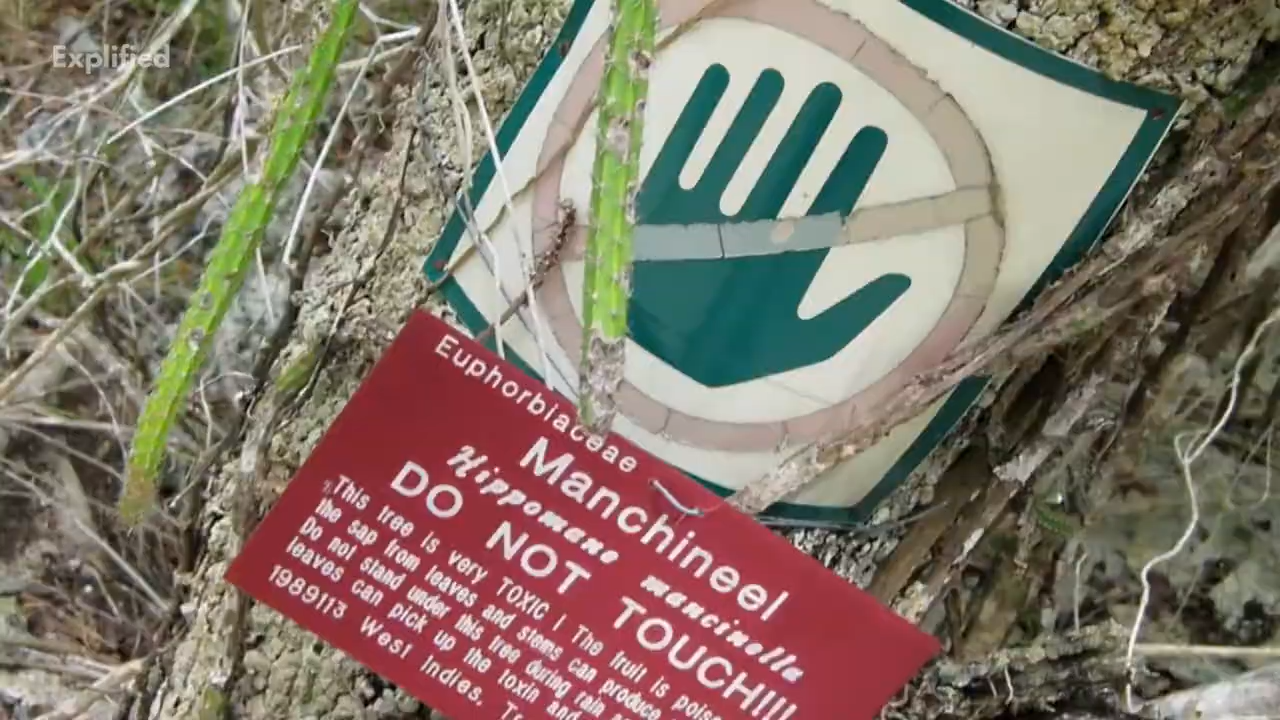 Explified
Euphorbiaceae
Manchineel
Hippomane mancinella
DO NOT TOUCH!!!
This tree is very TOXIC! The fruit is
the sap from leaves and stems can produce
Do not stand under this tree during rain
leaves can pick up the toxin and
1989113 West Indies.